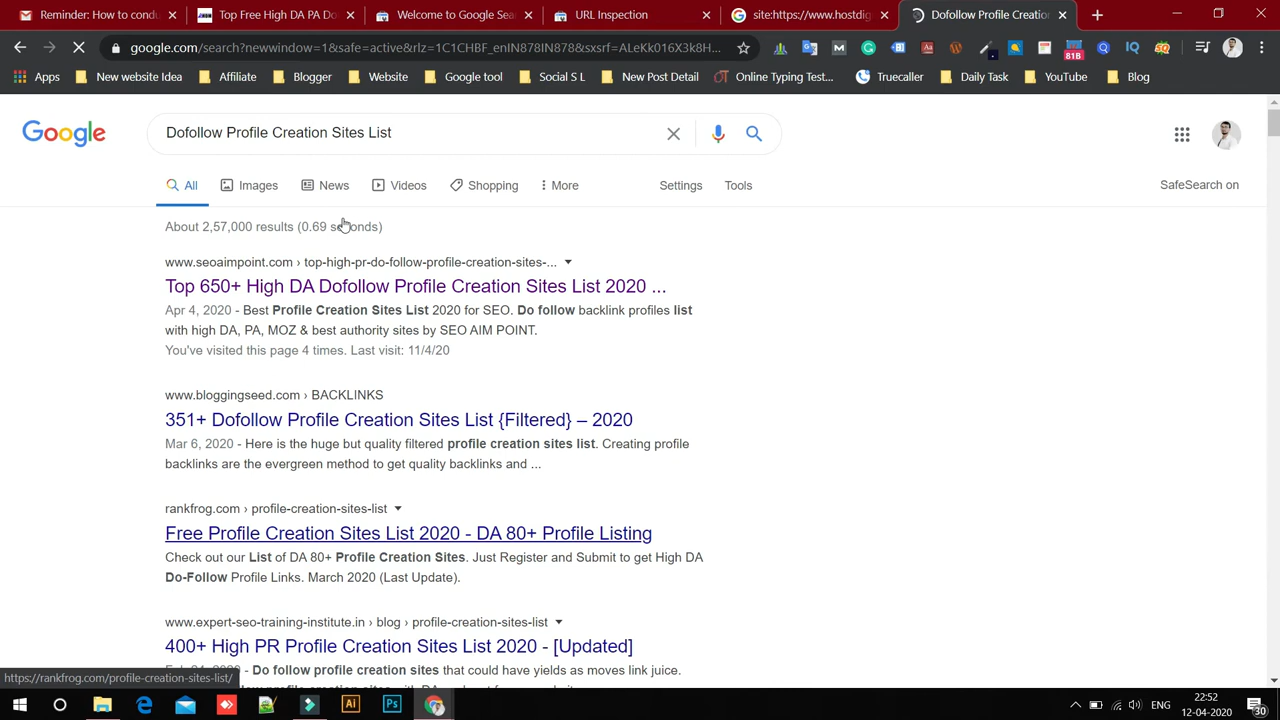 Reminder: How to condu
Top Free High DA PA Do
Welcome to Google Sea
URL Inspection
site:https://www.hostdig
Dofollow Profile Creatio
google.com/search?newwindow=1&safe=active&rlz=1C1CHBF_enIN878IN878&sxsrf=ALeKk016X3k8H...
81B
IQ
SQ
Apps
New website Idea
Affiliate
Blogger
Website
Google tool
Social S L
New Post Detail
Online Typing Test...
Truecaller
Daily Task
YouTube
Blog
Google
Dofollow Profile Creation Sites List
All
Images
News
Videos
Shopping
More
Settings
Tools
SafeSearch on
About 2,57,000 results (0.69 seconds)
www.seoaimpoint.com › top-high-pr-do-follow-profile-creation-sites-...
Top 650+ High DA Dofollow Profile Creation Sites List 2020 ...
Apr 4, 2020 - Best Profile Creation Sites List 2020 for SEO. Do follow backlink profiles list
with high DA, PA, MOZ & best authority sites by SEO AIM POINT.
You've visited this page 4 times. Last visit: 11/4/20
www.bloggingseed.com › BACKLINKS
351+ Dofollow Profile Creation Sites List {Filtered} – 2020
Mar 6, 2020 - Here is the huge but quality filtered profile creation sites list. Creating profile
backlinks are the evergreen method to get quality backlinks and ...
rankfrog.com › profile-creation-sites-list
Free Profile Creation Sites List 2020 - DA 80+ Profile Listing
Check out our List of DA 80+ Profile Creation Sites. Just Register and Submit to get High DA
Do-Follow Profile Links. March 2020 (Last Update).
www.expert-seo-training-institute.in › blog › profile-creation-sites-list
400+ High PR Profile Creation Sites List 2020 - [Updated]
Do follow profile creation sites that could have yields as moves link juice.
https://rankfrog.com/profile-creation-sites-list/
Ai
Ps
ENG
22:52
12-04-2020
30